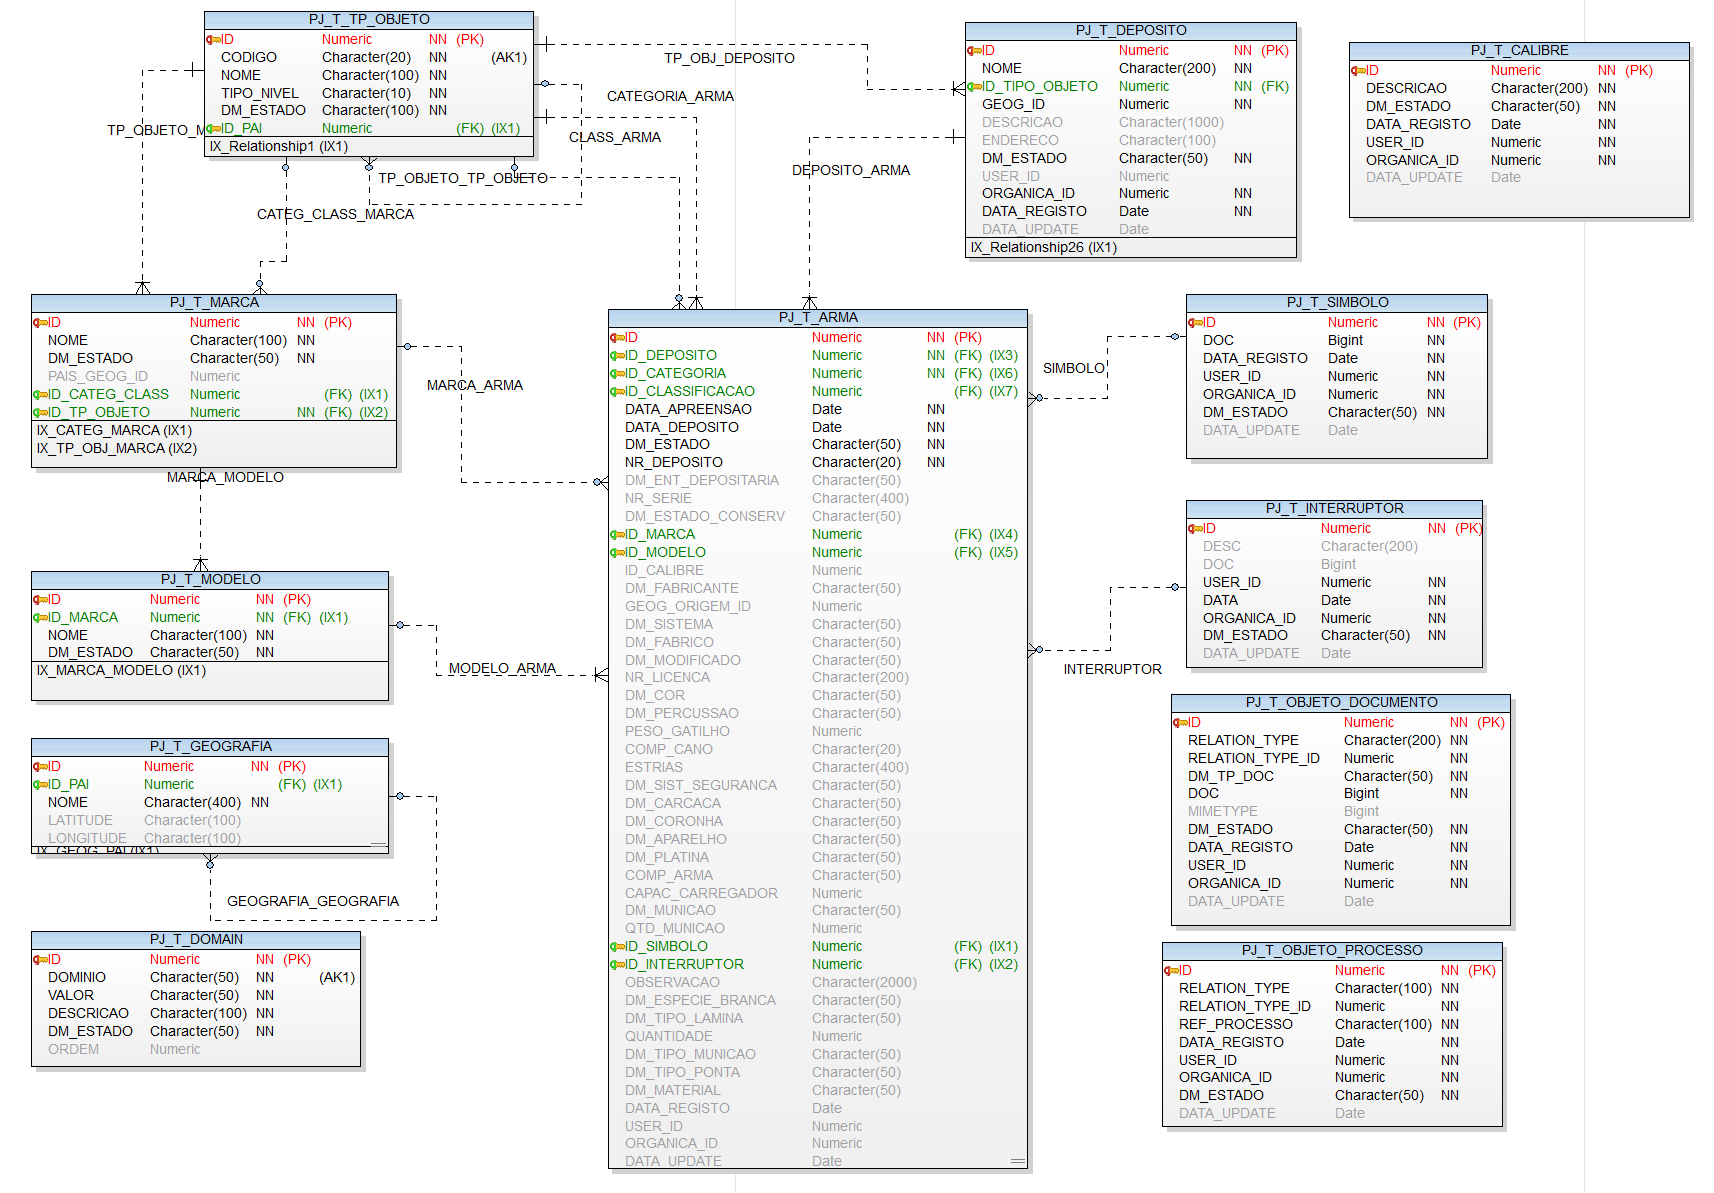 PJ_T_TP_OBJETO
ID Numeric NN (PK)
CODIGO Character(20) NN (AK1)
NOME Character(100) NN
TIPO_NIVEL Character(10) NN
DM_ESTADO Character(100) NN
ID_PAI Numeric (FK) (IX1)
IX_Relationship1 (IX1)
TP_OBJ_DEPOSITO
CATEGORIA_ARMA
CLASS_ARMA
TP_OBJETO_M
TP_OBJETO_TP_OBJETO
CATEG_CLASS_MARCA
DEPOSITO_ARMA
PJ_T_DEPOSITO
ID Numeric NN (PK)
NOME Character(200) NN
ID_TIPO_OBJETO Numeric NN (FK)
GEOG_ID Numeric NN
DESCRICAO Character(1000)
ENDERECO Character(100)
DM_ESTADO Character(50) NN
USER_ID Numeric
ORGANICA_ID Numeric NN
DATA_REGISTO Date NN
DATA_UPDATE Date
IX_Relationship26 (IX1)
PJ_T_CALIBRE
ID Numeric NN (PK)
DESCRICAO Character(200) NN
DM_ESTADO Character(50) NN
DATA_REGISTO Date NN
USER_ID Numeric NN
ORGANICA_ID Numeric NN
DATA_UPDATE Date
PJ_T_MARCA
ID Numeric NN (PK)
NOME Character(100) NN
DM_ESTADO Character(50) NN
PAIS_GEOG_ID Numeric
ID_CATEG_CLASS Numeric (FK) (IX1)
ID_TP_OBJETO Numeric NN (FK) (IX2)
IX_CATEG_MARCA (IX1)
IX_TP_OBJ_MARCA (IX2)
MARCA_ARMA
MARCA_MODELO
PJ_T_MODELO
ID Numeric NN (PK)
ID_MARCA Numeric NN (FK) (IX1)
NOME Character(100) NN
DM_ESTADO Character(50) NN
IX_MARCA_MODELO (IX1)
MODELO_ARMA
PJ_T_GEOGRAFIA
ID Numeric NN (PK)
ID_PAI Numeric (FK) (IX1)
NOME Character(400) NN
LATITUDE Character(100)
LONGITUDE Character(100)
IX_GEOG_PAI (IX1)
GEOGRAFIA_GEOGRAFIA
PJ_T_DOMAIN
ID Numeric NN (PK)
DOMINIO Character(50) NN (AK1)
VALOR Character(50) NN
DESCRICAO Character(100) NN
DM_ESTADO Character(50) NN
ORDEM Numeric
PJ_T_ARMA
ID Numeric NN (PK)
ID_DEPOSITO Numeric NN (FK) (IX3)
ID_CATEGORIA Numeric NN (FK) (IX6)
ID_CLASSIFICACAO Numeric (FK) (IX7)
DATA_APREENSAO Date NN
DATA_DEPOSITO Date NN
DM_ESTADO Character(50) NN
NR_DEPOSITO Character(20) NN
DM_ENT_DEPOSITARIA Character(50)
NR_SERIE Character(400)
DM_ESTADO_CONSERV Character(50)
ID_MARCA Numeric (FK) (IX4)
ID_MODELO Numeric (FK) (IX5)
ID_CALIBRE Numeric
DM_FABRICANTE Character(50)
GEOG_ORIGEM_ID Numeric
DM_SISTEMA Character(50)
DM_FABRICO Character(50)
DM_MODIFICADO Character(50)
NR_LICENCA Character(200)
DM_COR Character(50)
DM_PERCUSSAO Character(50)
PESO_GATILHO Numeric
COMP_CANO Character(20)
ESTRIAS Character(400)
DM_SIST_SEGURANCA Character(50)
DM_CARCACA Character(50)
DM_CORONHA Character(50)
DM_APARELHO Character(50)
DM_PLATINA Character(50)
COMP_ARMA Character(50)
CAPAC_CARREGADOR Numeric
DM_MUNICAO Character(50)
QTD_MUNICAO Numeric
ID_SIMBOLO Numeric (FK) (IX1)
ID_INTERRUPTOR Numeric (FK) (IX2)
OBSERVACAO Character(2000)
DM_ESPECIE_BRANCA Character(50)
DM_TIPO_LAMINA Character(50)
QUANTIDADE Numeric
DM_TIPO_MUNICAO Character(50)
DM_TIPO_PONTA Character(50)
DM_MATERIAL Character(50)
DATA_REGISTO Date
USER_ID Numeric
ORGANICA_ID Numeric
DATA_UPDATE Date
SIMBOLO
INTERRUPTOR
PJ_T_SIMBOLO
ID Numeric NN (PK)
DOC Bigint NN
DATA_REGISTO Date NN
USER_ID Numeric NN
ORGANICA_ID Numeric NN
DM_ESTADO Character(50) NN
DATA_UPDATE Date
PJ_T_INTERRUPTOR
ID Numeric NN (PK)
DESC Character(200)
DOC Bigint
USER_ID Numeric NN
DATA Date NN
ORGANICA_ID Numeric NN
DM_ESTADO Character(50) NN
DATA_UPDATE Date
PJ_T_OBJETO_DOCUMENTO
ID Numeric NN (PK)
RELATION_TYPE Character(200) NN
RELATION_TYPE_ID Numeric NN
DM_TP_DOC Character(50) NN
DOC Bigint NN
MIMETYPE Bigint
DM_ESTADO Character(50) NN
DATA_REGISTO Date NN
USER_ID Numeric NN
ORGANICA_ID Numeric NN
DATA_UPDATE Date
PJ_T_OBJETO_PROCESSO
ID Numeric NN (PK)
RELATION_TYPE Character(100) NN
RELATION_TYPE_ID Numeric NN
REF_PROCESSO Character(100) NN
DATA_REGISTO Date NN
USER_ID Numeric NN
ORGANICA_ID Numeric NN
DM_ESTADO Character(50) NN
DATA_UPDATE Date